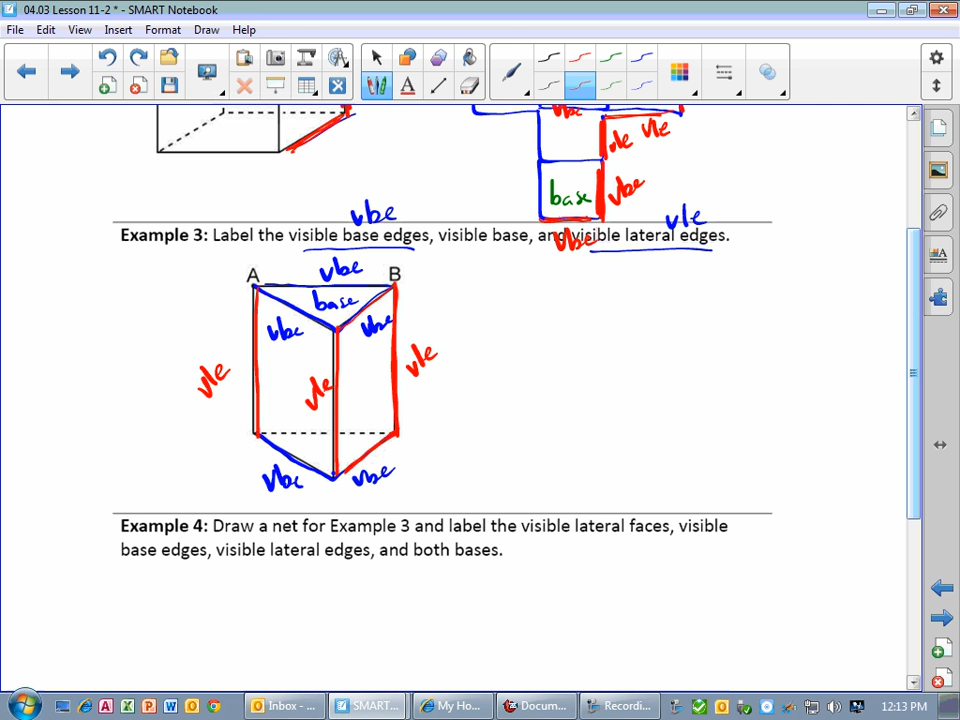 04.03 Lesson 11-2 * - SMART Notebook
File Edit View Insert Format Draw Help
vbe
vle vle
base vbe
vbe vle
vbe
Example 3: Label the visible base edges, visible base, and visible lateral edges.
vbe
A B
base
vbe vbe
vle vle vle
vbe vbe
Example 4: Draw a net for Example 3 and label the visible lateral faces, visible
base edges, visible lateral edges, and both bases.
Inbox - ... SMART... My Ho... Docum... Recordi... 12:13 PM